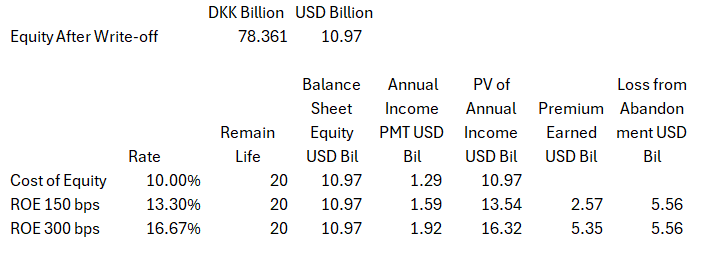 DKK Billion USD Billion
Equity After Write-off 78.361 10.97
Balance Annual PV of Loss from
Sheet Income Annual Premium Abandon
Remain Equity PMT USD Income Earned ment USD
Rate Life USD Bil Bil USD Bil USD Bil Bil
Cost of Equity 10.00% 20 10.97 1.29 10.97
ROE 150 bps 13.30% 20 10.97 1.59 13.54 2.57 5.56
ROE 300 bps 16.67% 20 10.97 1.92 16.32 5.35 5.56